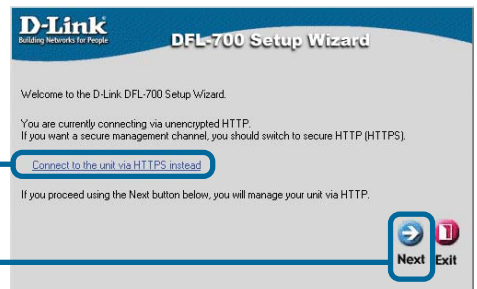 D-Link
Building Networks for People
DFL-700 Setup Wizard
Welcome to the D-Link DFL-700 Setup Wizard.
You are currently connecting via unencrypted HTTP.
If you want a secure management channel, you should switch to secure HTTP (HTTPS).
Connect to the unit via HTTPS instead
If you proceed using the Next button below, you will manage your unit via HTTP.
Next Exit